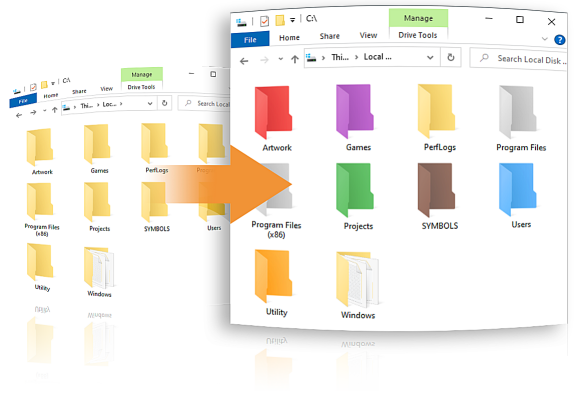 C:\
Manage
File
Home
Share
View
Drive Tools
Thi...
Loc...
Search Local
Artwork
Games
PerfLogs
Program Files
(x86)
Projects
SYMBOLS
Users
Utility
Windows
C:\
Manage
File
Home
Share
View
Drive Tools
Thi...
Local ...
Search Local Disk ...
Artwork
Games
PerfLogs
Program Files
Program Files
(x86)
Projects
SYMBOLS
Users
Utility
Windows